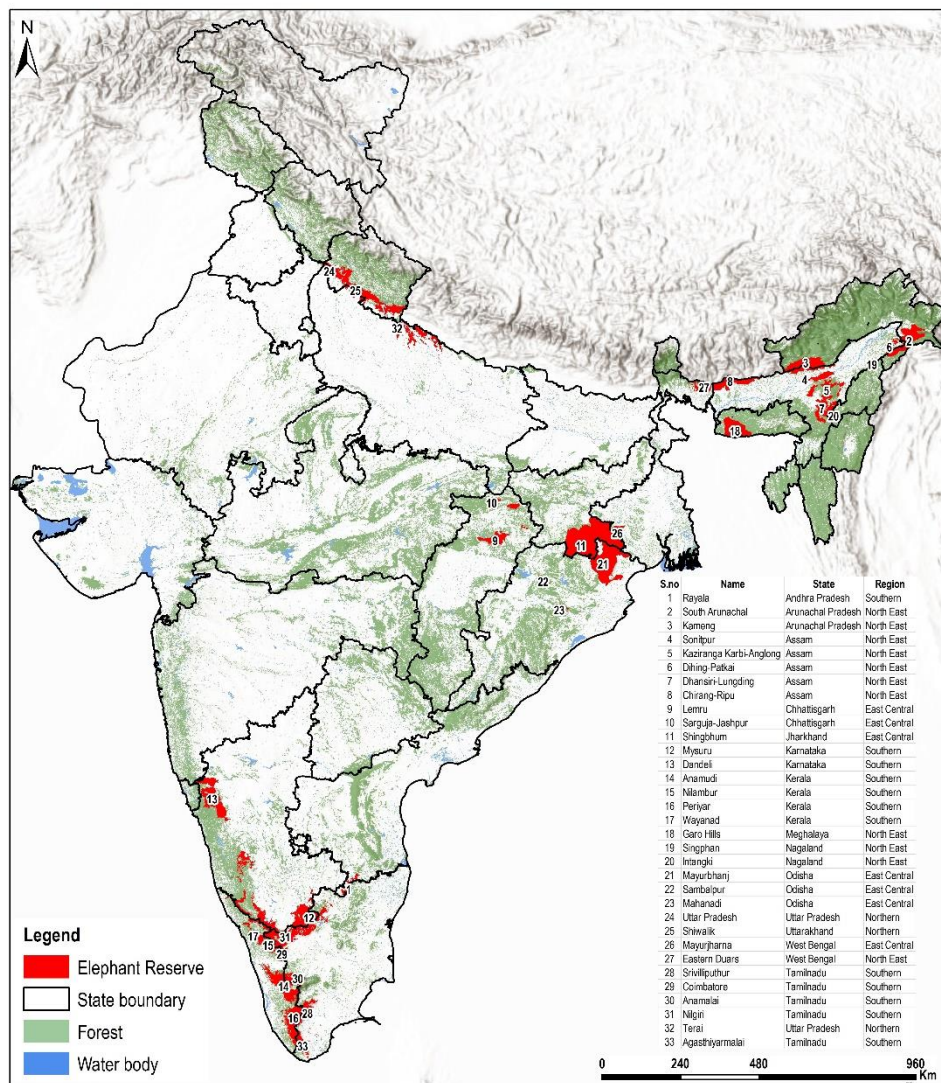 N
24
25
32
3
2
6
19
4
5
27
8
7
20
18
10
9
11
26
21
22
23
13
1
12
17
31
15
29
30
14
28
16
33
S.no Name State Region
1 Rayala Andhra Pradesh Southern
2 South Arunachal Arunachal Pradesh North East
3 Kameng Arunachal Pradesh North East
4 Sonitpur Assam North East
5 Kaziranga Karbi-Anglong Assam North East
6 Dihing-Patkai Assam North East
7 Dhansiri-Lungding Assam North East
8 Chirang-Ripu Assam North East
9 Lemru Chhattisgarh East Central
10 Sarguja-Jashpur Chhattisgarh East Central
11 Shingbhum Jharkhand East Central
12 Mysuru Karnataka Southern
13 Dandeli Karnataka Southern
14 Anamudi Kerala Southern
15 Nilambur Kerala Southern
16 Periyar Kerala Southern
17 Wayanad Kerala Southern
18 Garo Hills Meghalaya North East
19 Singphan Nagaland North East
20 Intangki Nagaland North East
21 Mayurbhanj Odisha East Central
22 Sambalpur Odisha East Central
23 Mahanadi Odisha East Central
24 Uttar Pradesh Uttar Pradesh Northern
25 Shiwalik Uttarakhand Northern
26 Mayurjharna West Bengal East Central
27 Eastern Duars West Bengal North East
28 Srivilliputhur Tamilnadu Southern
29 Coimbatore Tamilnadu Southern
30 Anamalai Tamilnadu Southern
31 Nilgiri Tamilnadu Southern
32 Terai Uttar Pradesh Northern
33 Agasthiyarmalai Tamilnadu Southern
Legend
Elephant Reserve
State boundary
Forest
Water body
0 240 480 960
Km